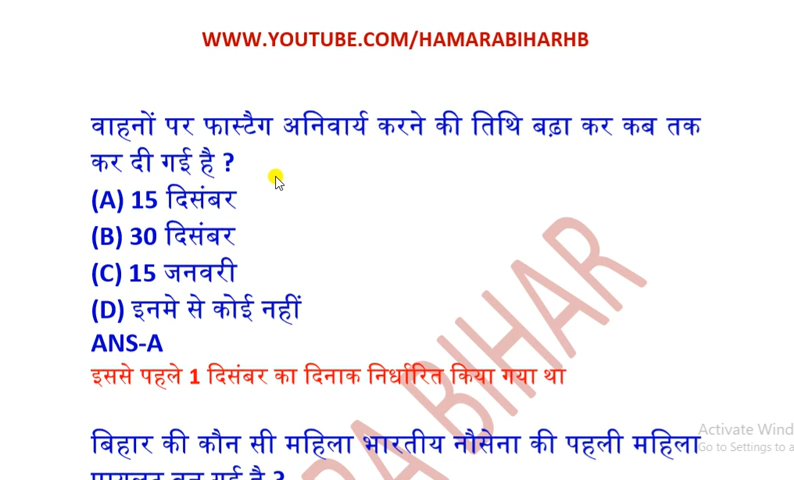 WWW.YOUTUBE.COM/HAMARABIHARHB
वाहनों पर फास्टैग अनिवार्य करने की तिथि बढ़ा कर कब तक
कर दी गई है ?
(A) 15 दिसंबर
(B) 30 दिसंबर
(C) 15 जनवरी
(D) इनमे से कोई नहीं
ANS-A
इससे पहले 1 दिसंबर का दिनाक निर्धारित किया गया था
बिहार की कौन सी महिला भारतीय नौसेना की पहली महिला
RA BIHAR
Activate Wind
Go to Settings to a